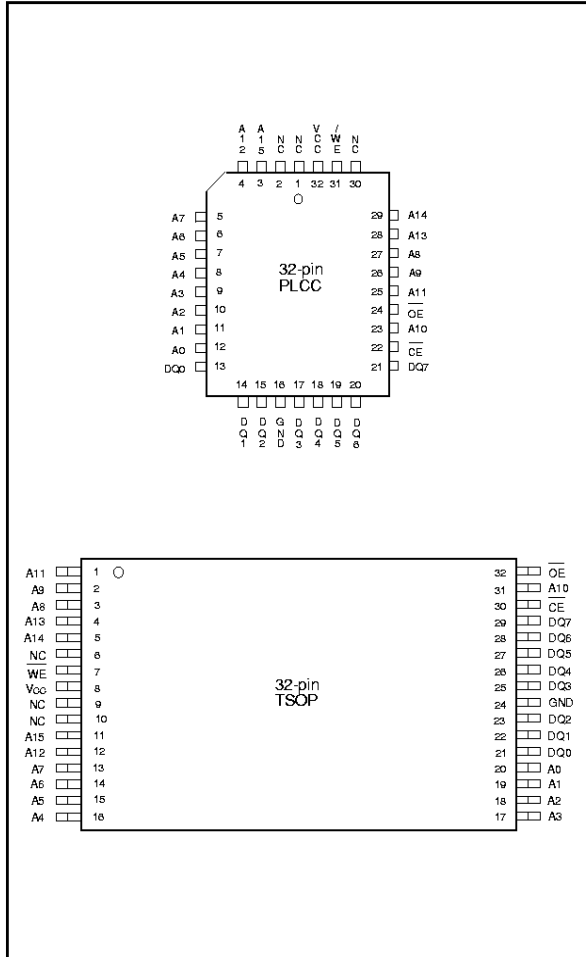 A12 A15 NC NC VCC /WE NC
4 3 2 1 32 31 30
A7 5 29 A14
A6 6 28 A13
A5 7 27 A8
A4 8 26 A9
A3 9 25 A11
A2 10 24 OE
A1 11 23 A10
A0 12 22 CE
DQ0 13 21 DQ7
32-pin
PLCC
14 15 16 17 18 19 20
DQ1 DQ2 GND DQ3 DQ4 DQ5 DQ6
A11 1 32 OE
A9 2 31 A10
A8 3 30 CE
A13 4 29 DQ7
A14 5 28 DQ6
NC 6 27 DQ5
WE 7 26 DQ4
VCC 8 25 DQ3
NC 9 24 GND
NC 10 23 DQ2
A15 11 22 DQ1
A12 12 21 DQ0
A7 13 20 A0
A6 14 19 A1
A5 15 18 A2
A4 16 17 A3
32-pin
TSOP